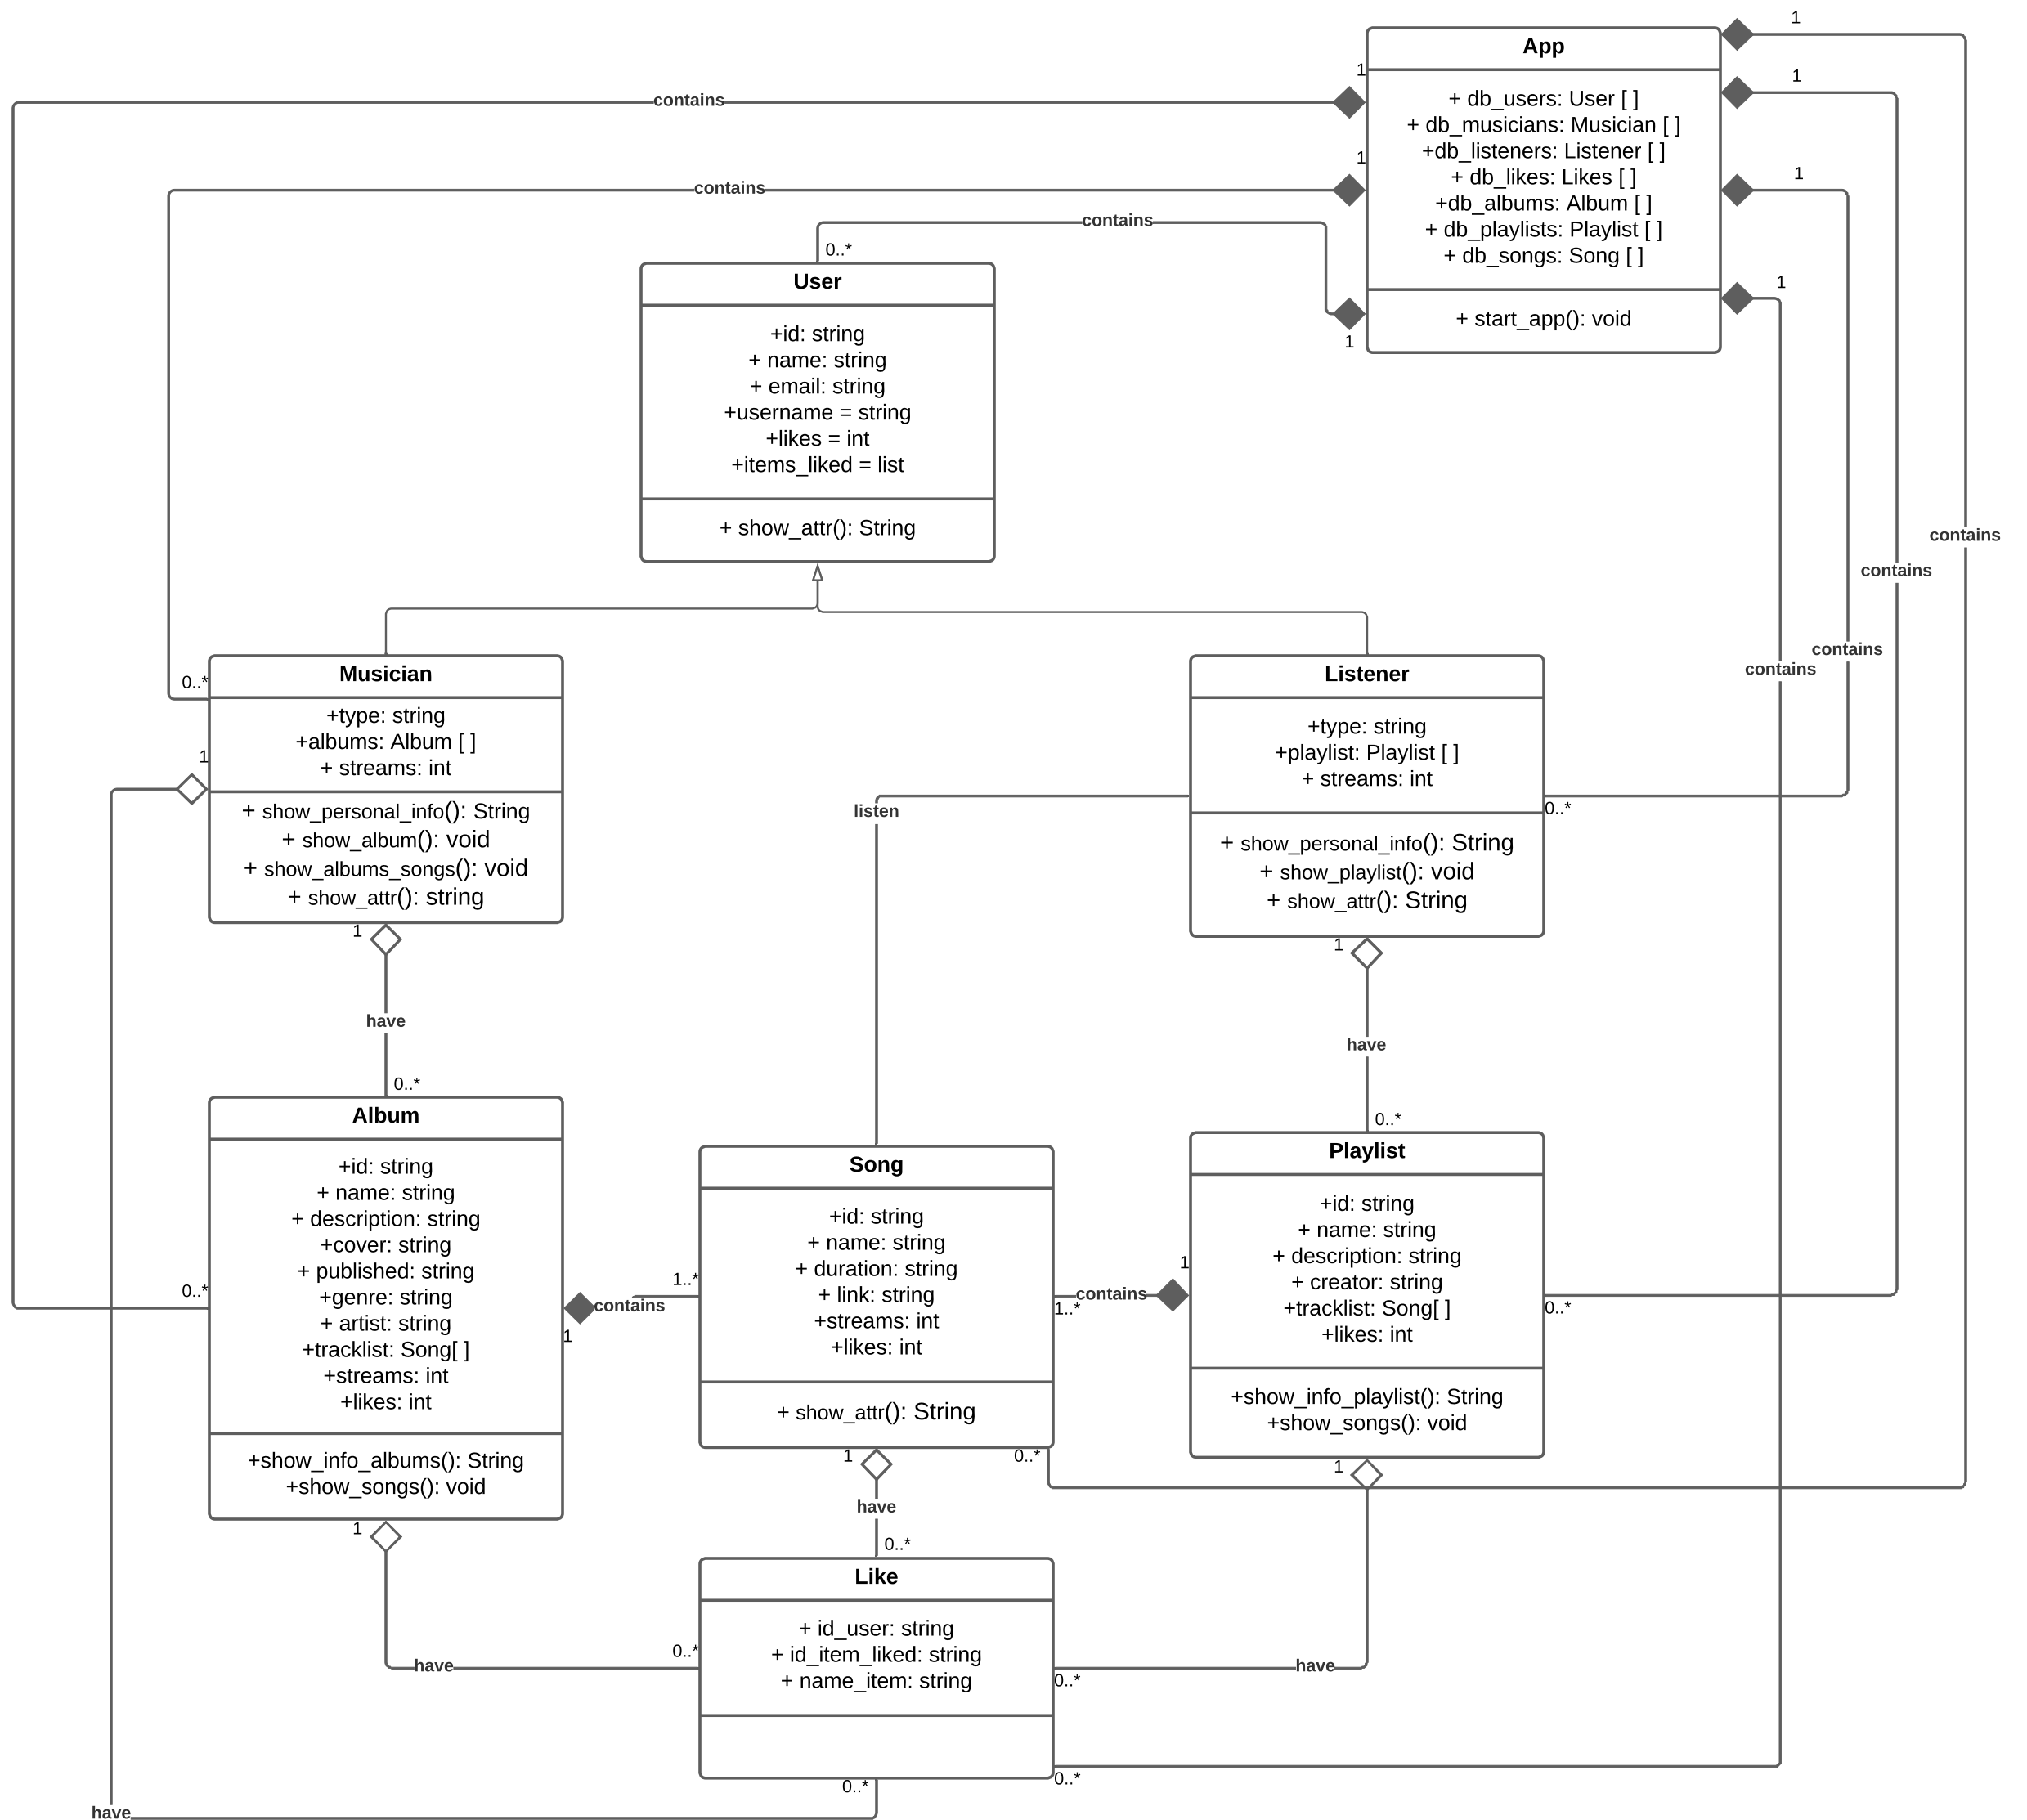 App
+ db_users: User [ ]
+ db_musicians: Musician [ ]
+db_listeners: Listener [ ]
+ db_likes: Likes [ ]
+db_albums: Album [ ]
+ db_playlists: Playlist [ ]
+ db_songs: Song [ ]
+ start_app(): void
1
1
1
1
1
1
1
contains
contains
contains
0..*
User
+id: string
+ name: string
+ email: string
+username = string
+likes = int
+items_liked = list
+ show_attr(): String
contains
contains
contains
contains
0..*
Musician
+type: string
+albums: Album [ ]
+ streams: int
+ show_personal_info(): String
+ show_album(): void
+ show_albums_songs(): void
+ show_attr(): string
1
1
Listener
+type: string
+playlist: Playlist [ ]
+ streams: int
+ show_personal_info(): String
+ show_playlist(): void
+ show_attr(): String
0..*
1
listen
have
have
0..*
0..*
Album
+id: string
+ name: string
+ description: string
+cover: string
+ published: string
+genre: string
+ artist: string
+tracklist: Song[ ]
+streams: int
+likes: int
+show_info_albums(): String
+show_songs(): void
0..*
1
contains
1..*
1
Song
+id: string
+ name: string
+ duration: string
+ link: string
+streams: int
+likes: int
+ show_attr(): String
1..*
contains
1
1
0..*
Playlist
+id: string
+ name: string
+ description: string
+ creator: string
+tracklist: Song[ ]
+likes: int
+show_info_playlist(): String
+show_songs(): void
0..*
1
have
0..*
Like
+ id_user: string
+ id_item_liked: string
+ name_item: string
0..*
have
0..*
have
0..*
0..*
have